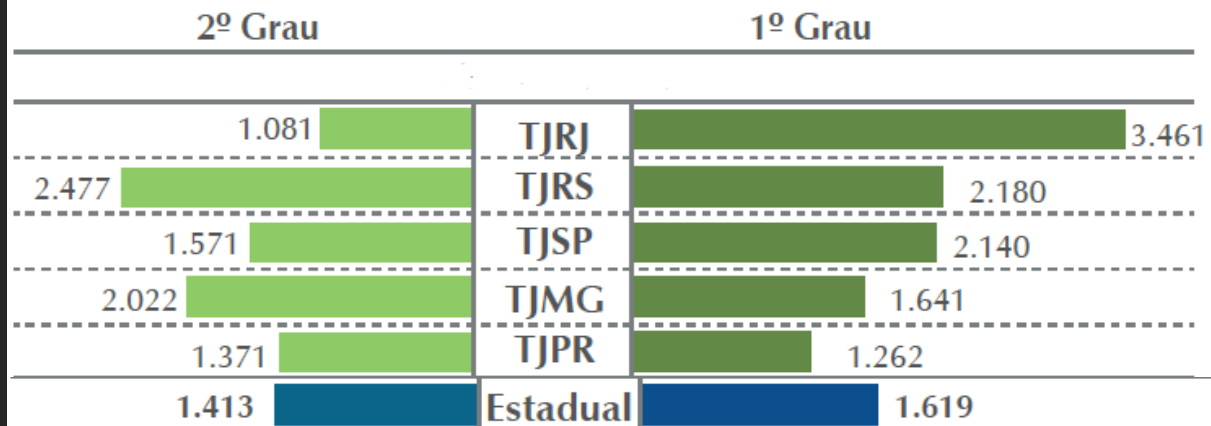 2º Grau 1º Grau
1.081 TJRJ 3.461
2.477 TJRS 2.180
1.571 TJSP 2.140
2.022 TJMG 1.641
1.371 TJPR 1.262
1.413 Estadual 1.619